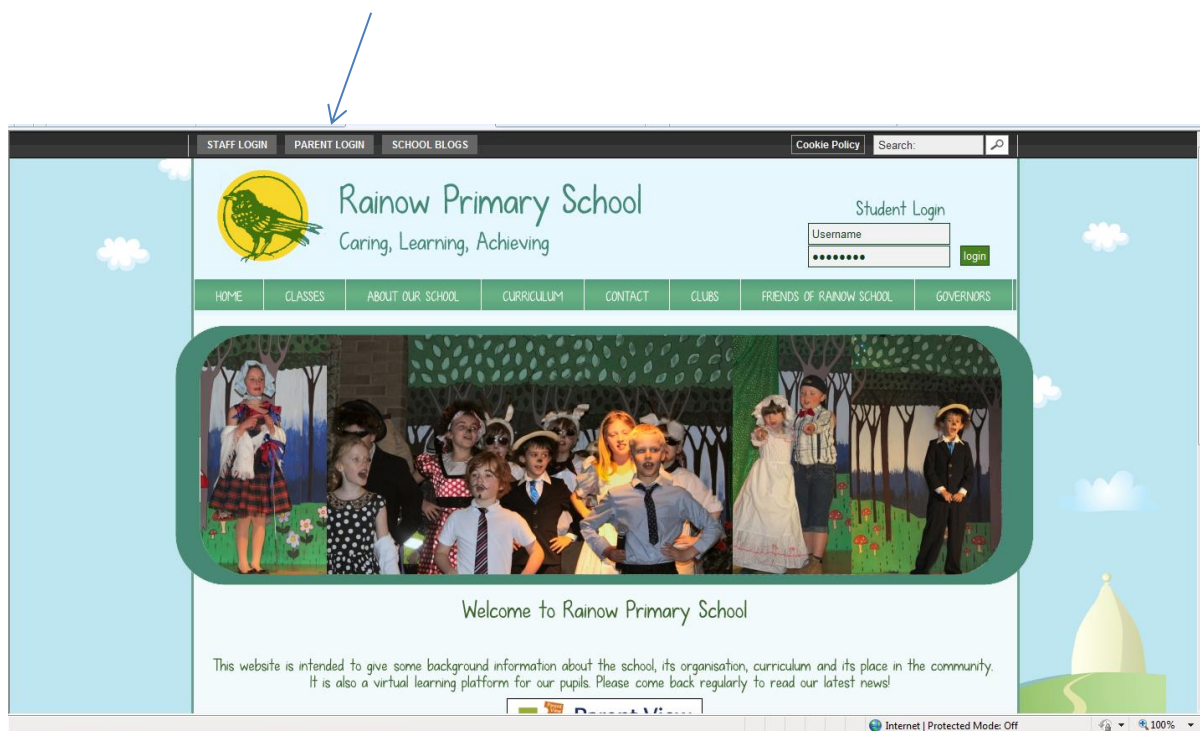 STAFF LOGIN PARENT LOGIN SCHOOL BLOGS Cookie Policy Search:
Rainow Primary School
Caring, Learning, Achieving
Student Login
Username
login
HOME CLASSES ABOUT OUR SCHOOL CURRICULUM CONTACT CLUBS FRIENDS OF RAINOW SCHOOL GOVERNORS
Welcome to Rainow Primary School
This website is intended to give some background information about the school, its organisation, curriculum and its place in the community.
It is also a virtual learning platform for our pupils. Please come back regularly to read our latest news!
Parent View
Internet | Protected Mode: Off 100%